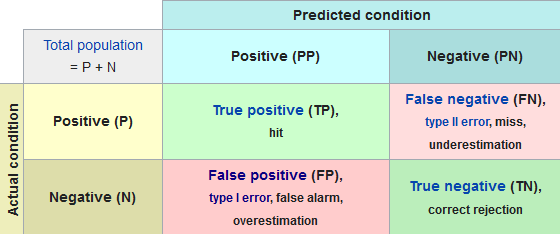 Predicted condition
Total population
= P + N
Positive (PP)
Negative (PN)
Actual condition
Positive (P)
True positive (TP),
hit
False negative (FN),
type II error, miss,
underestimation
Negative (N)
False positive (FP),
type I error, false alarm,
overestimation
True negative (TN),
correct rejection